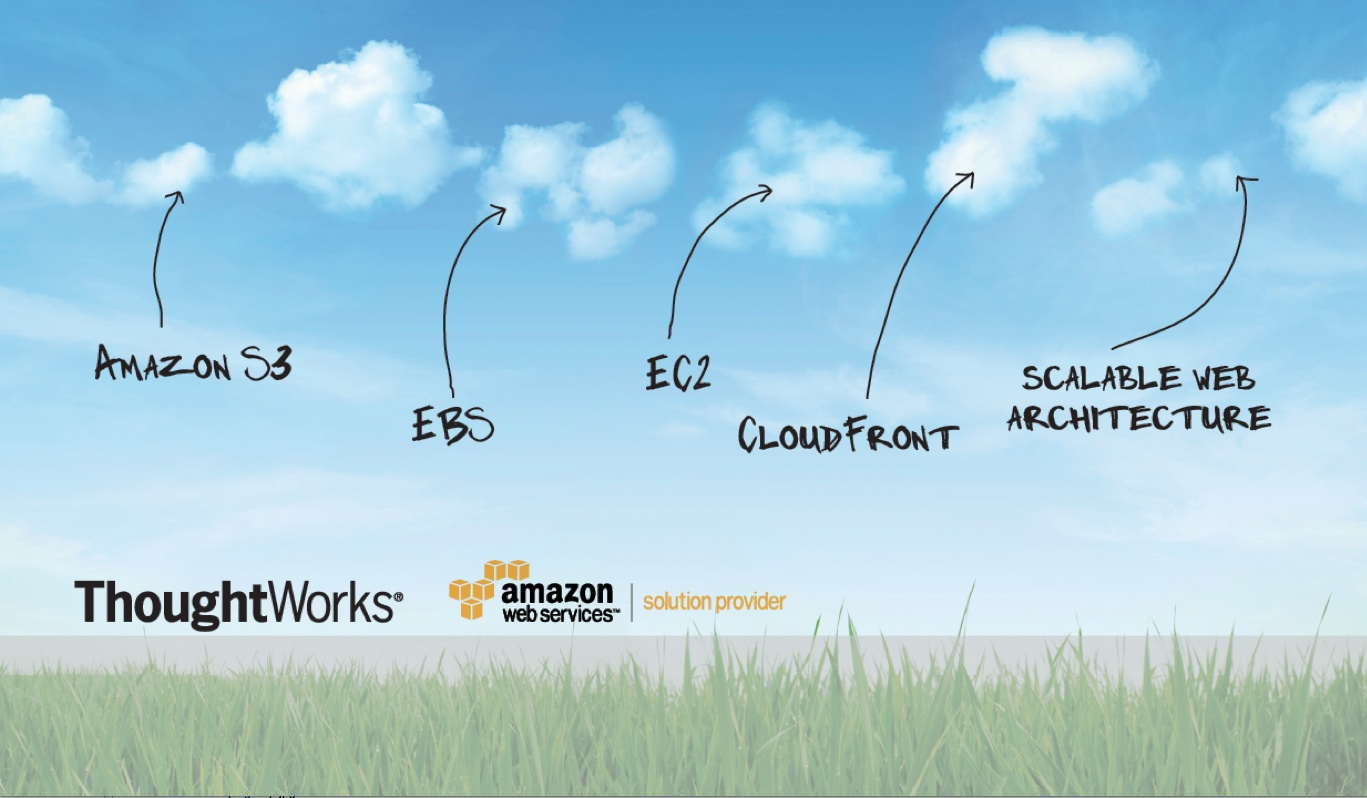 AMAZON S3
EBS
EC2
CLOUDFRONT
SCALABLE WEB
ARCHITECTURE
ThoughtWorks®
amazon
web services™
solution provider